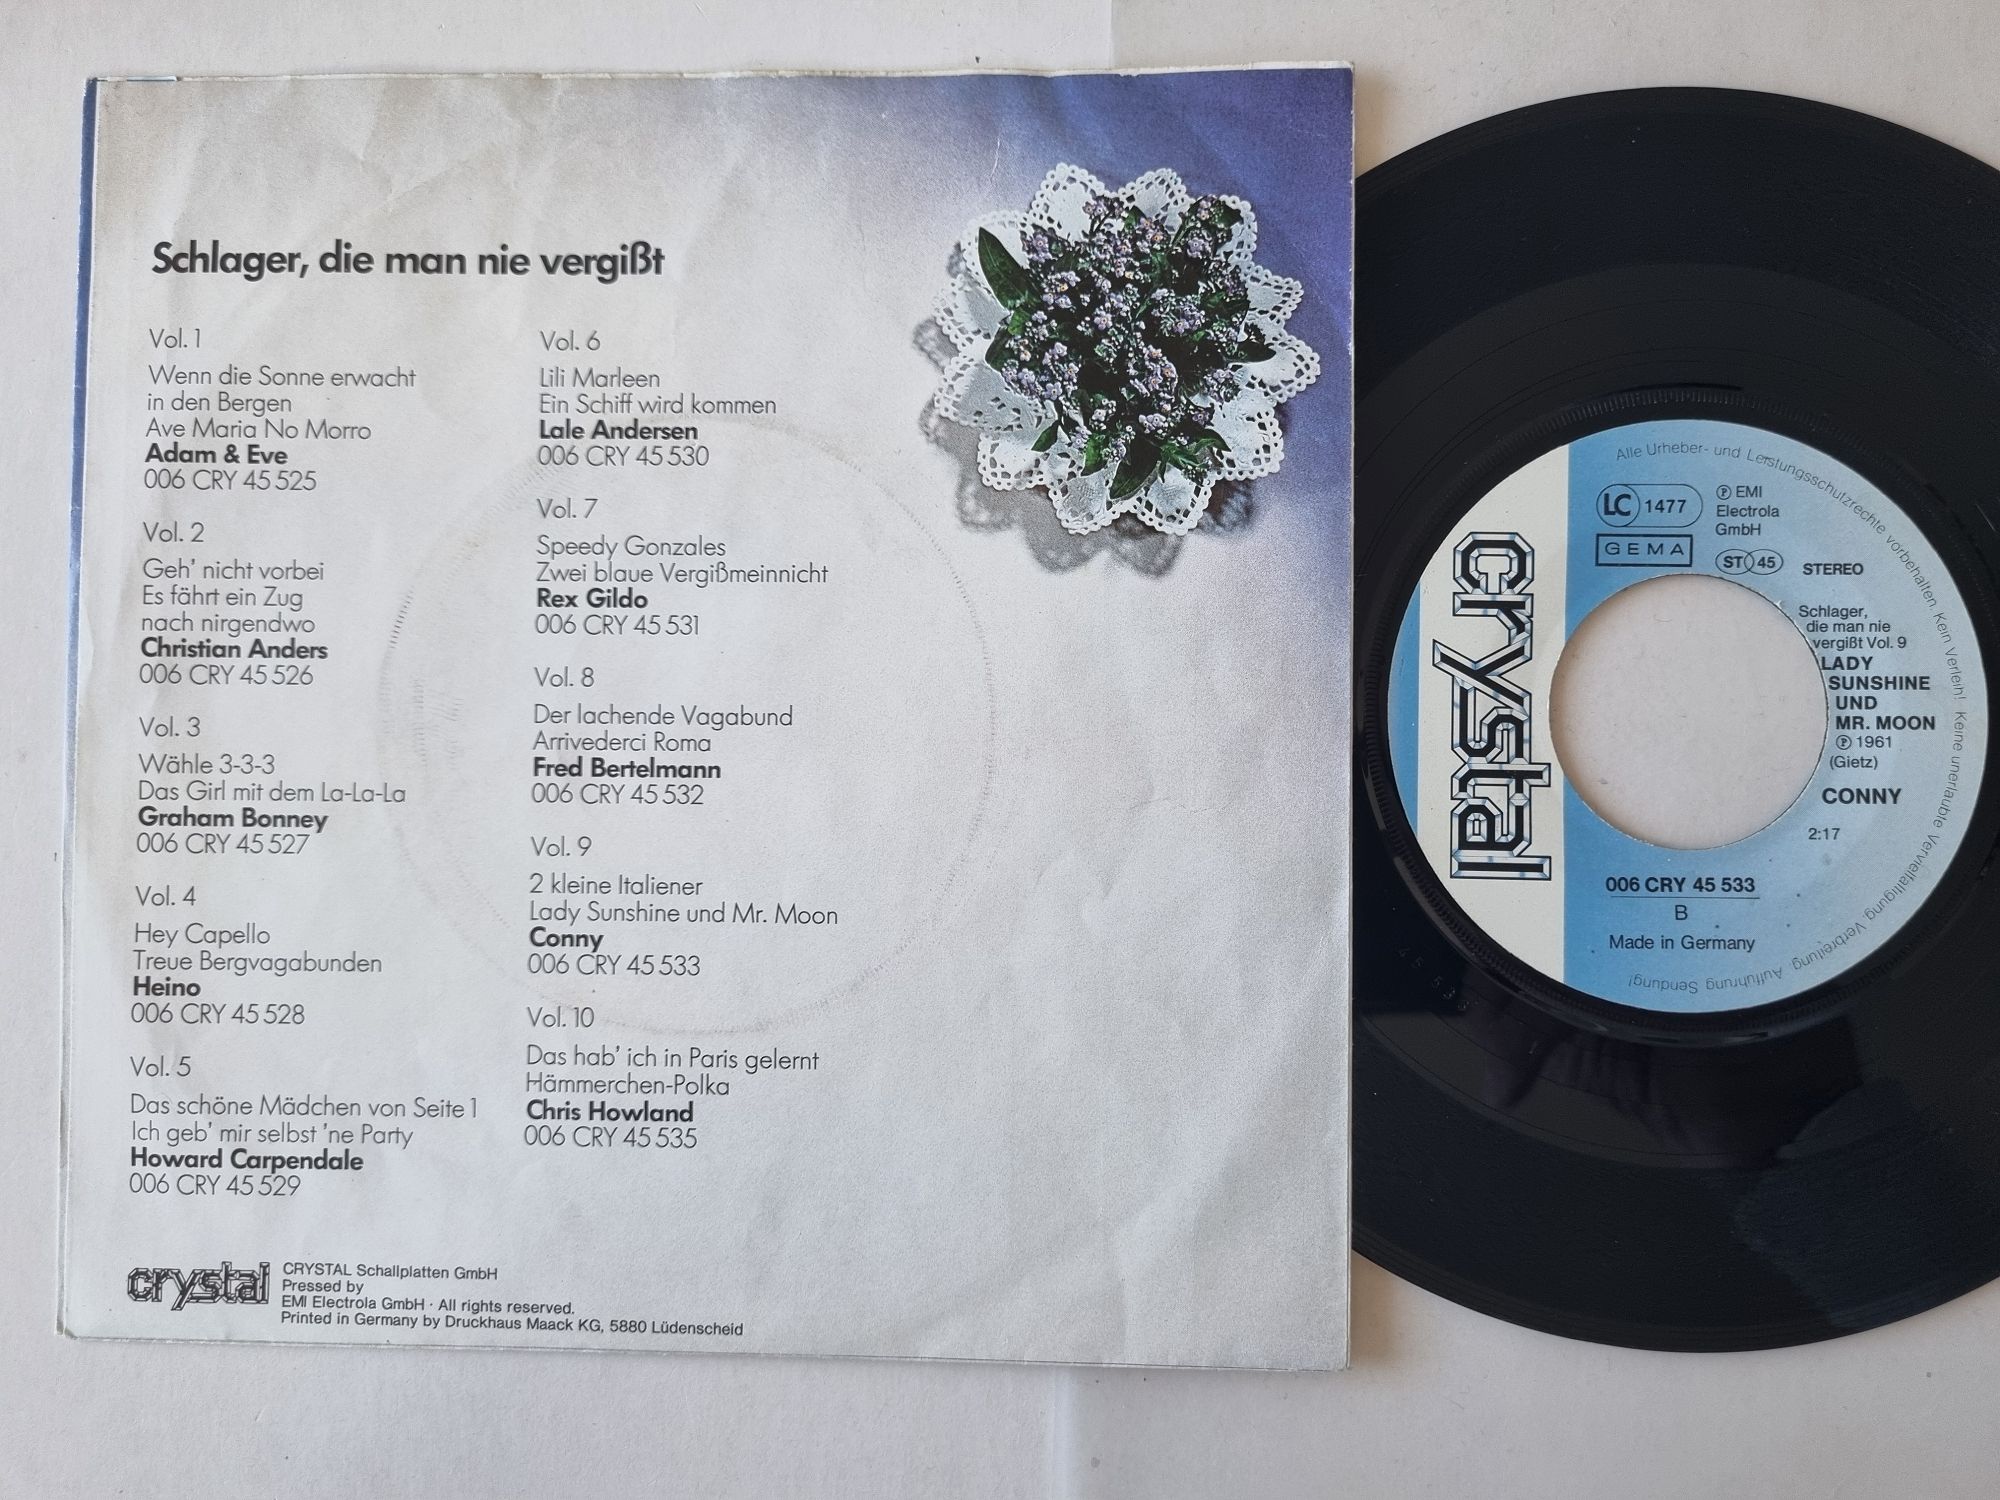 Schlager, die man nie vergißt
Vol. 1
Wenn die Sonne erwacht
in den Bergen
Ave Maria No Morro
Adam & Eve
006 CRY 45 525
Vol. 2
Geh' nicht vorbei
Es fährt ein Zug
nach nirgendwo
Christian Anders
006 CRY 45 526
Vol. 3
Wähle 3-3-3
Das Girl mit dem La-La-La
Graham Bonney
006 CRY 45 527
Vol. 4
Hey Capello
Treue Bergvagabunden
Heino
006 CRY 45 528
Vol. 5
Das schöne Mädchen von Seite 1
Ich geb' mir selbst 'ne Party
Howard Carpendale
006 CRY 45 529
Vol. 6
Lili Marleen
Ein Schiff wird kommen
Lale Andersen
006 CRY 45 530
Vol. 7
Speedy Gonzales
Zwei blaue Vergißmeinnicht
Rex Gildo
006 CRY 45 531
Vol. 8
Der lachende Vagabund
Arrivederci Roma
Fred Bertelmann
006 CRY 45 532
Vol. 9
2 kleine Italiener
Lady Sunshine und Mr. Moon
Conny
006 CRY 45 533
Vol. 10
Das hab' ich in Paris gelernt
Hämmerchen-Polka
Chris Howland
006 CRY 45 535
crystal
CRYSTAL Schallplatten GmbH
Pressed by
EMI Electrola GmbH · All rights reserved.
Printed in Germany by Druckhaus Maack KG, 5880 Lüdenscheid
crystal
Alle Urheber- und Leistungsschutzrechte vorbehalten. Kein Verleih! Keine unerlaubte Vervielfältigung, Verbreitung, Aufführung, Sendung!
LC 1477
GEMA
℗ EMI
Electrola
GmbH
ST 45
STEREO
Schlager,
die man nie
vergißt Vol. 9
LADY
SUNSHINE
UND
MR. MOON
℗ 1961
(Gietz)
CONNY
2:17
006 CRY 45 533
B
Made in Germany